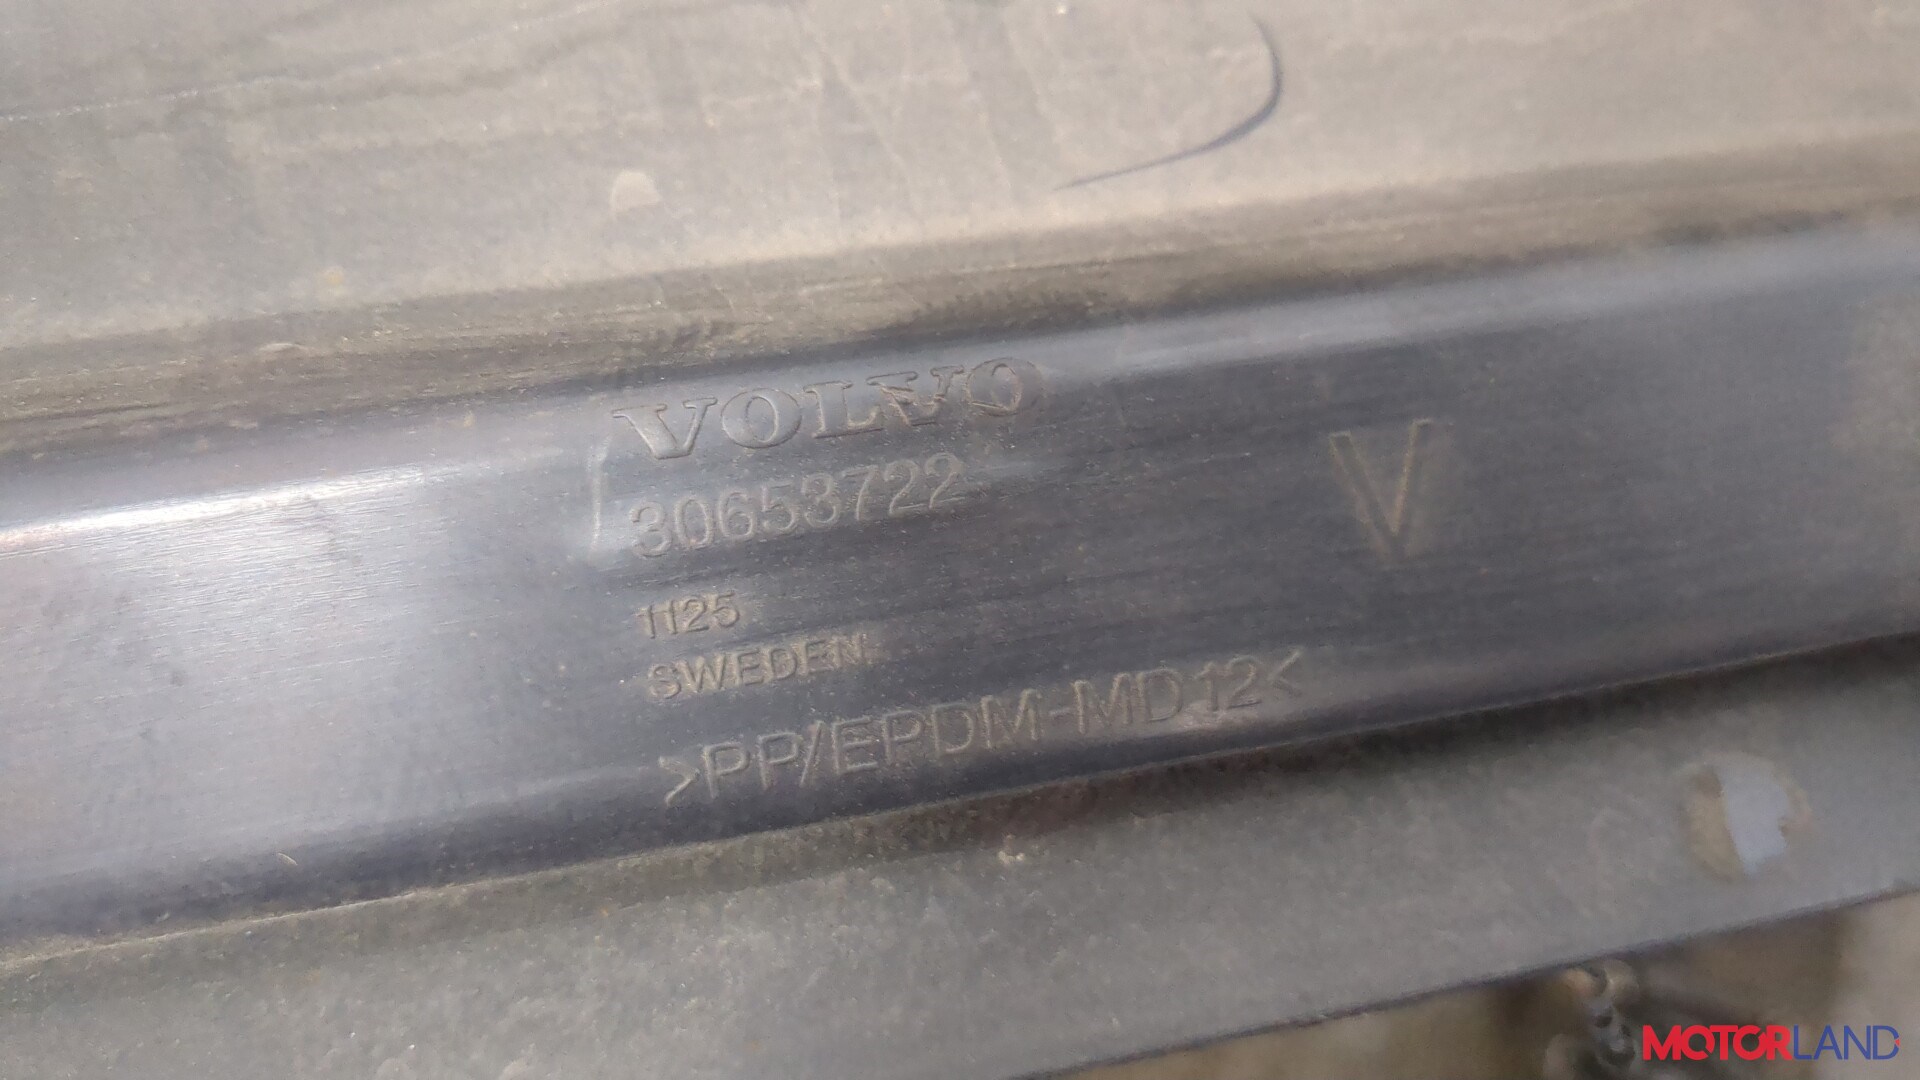 VOLVO
30653722
V
1125
SWEDEN
>PP/EPDM-MD12<
MOTORLAND